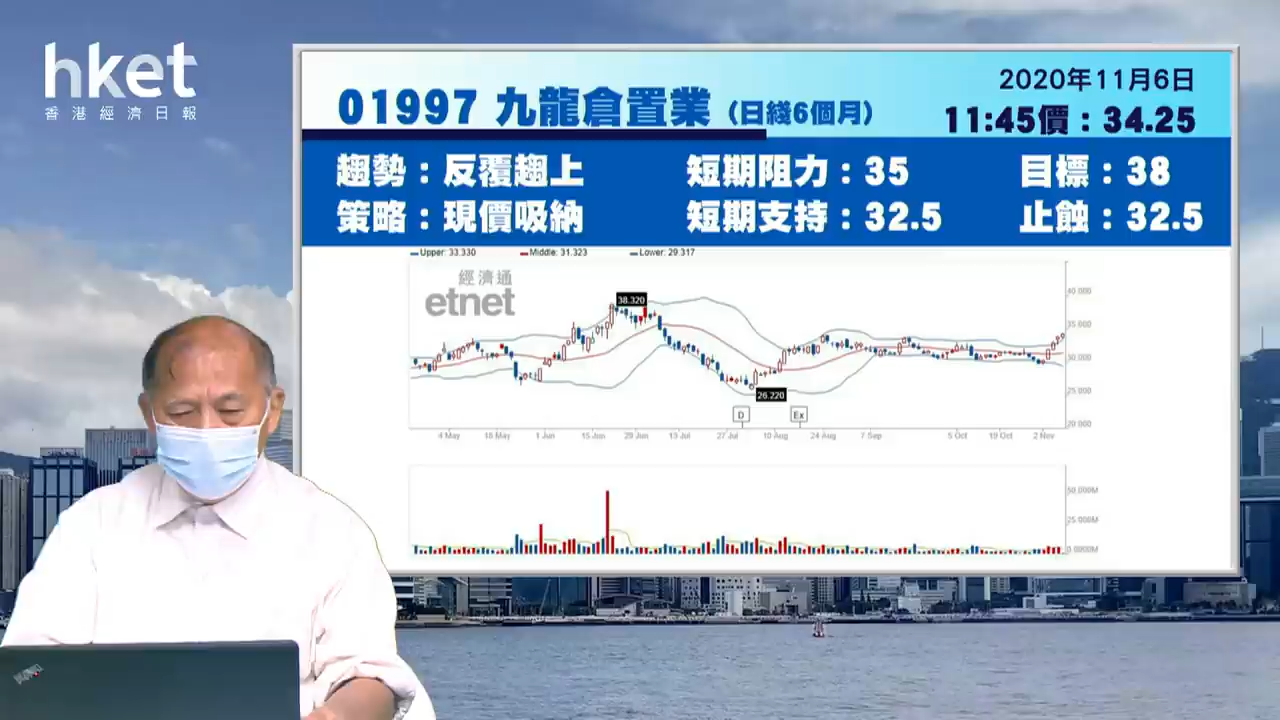 hket
香港經濟日報
01997 九龍倉置業 (日綫6個月)
2020年11月6日
11:45價：34.25
趨勢：反覆趨上
短期阻力：35
目標：38
策略：現價吸納
短期支持：32.5
止蝕：32.5
Upper: 33.330 Middle: 31.323 Lower: 29.317
經濟通
etnet
38.320
26.220
D
Ex
40.000
35.000
30.000
25.000
20.000
4 May 18 May 1 Jun 15 Jun 29 Jun 13 Jul 27 Jul 10 Aug 24 Aug 7 Sep 5 Oct 19 Oct 2 Nov
50.000M
25.000M
0.0000M